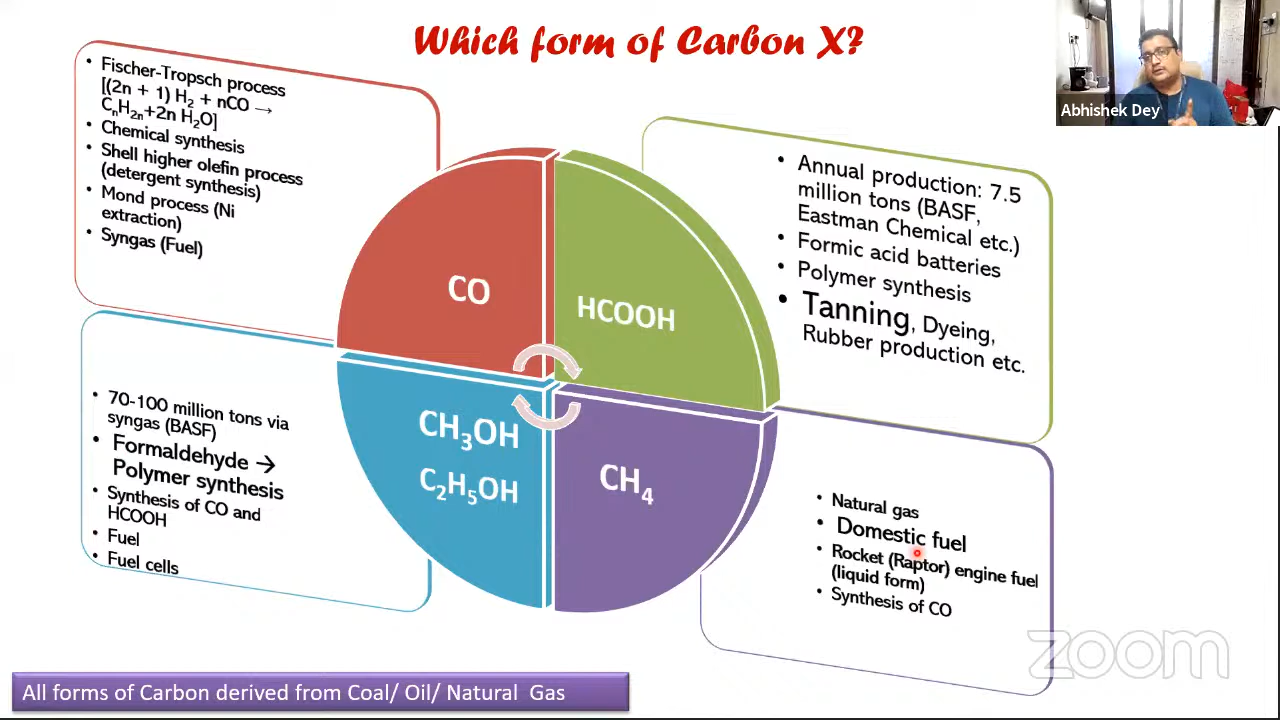 Which form of Carbon X?
Abhishek Dey
• Fischer-Tropsch process
[(2n + 1) H₂ + nCO →
CₙH₂ₙ+2n H₂O]
• Chemical synthesis
• Shell higher olefin process
(detergent synthesis)
• Mond process (Ni
extraction)
• Syngas (Fuel)
CO
HCOOH
• Annual production: 7.5
million tons (BASF,
Eastman Chemical etc.)
• Formic acid batteries
• Polymer synthesis
• Tanning, Dyeing,
Rubber production etc.
• 70-100 million tons via
syngas (BASF)
• Formaldehyde →
Polymer synthesis
• Synthesis of CO and
HCOOH
• Fuel
• Fuel cells
CH₃OH
C₂H₅OH
CH₄
• Natural gas
• Domestic fuel
• Rocket (Raptor) engine fuel
(liquid form)
• Synthesis of CO
zoom
All forms of Carbon derived from Coal/ Oil/ Natural Gas